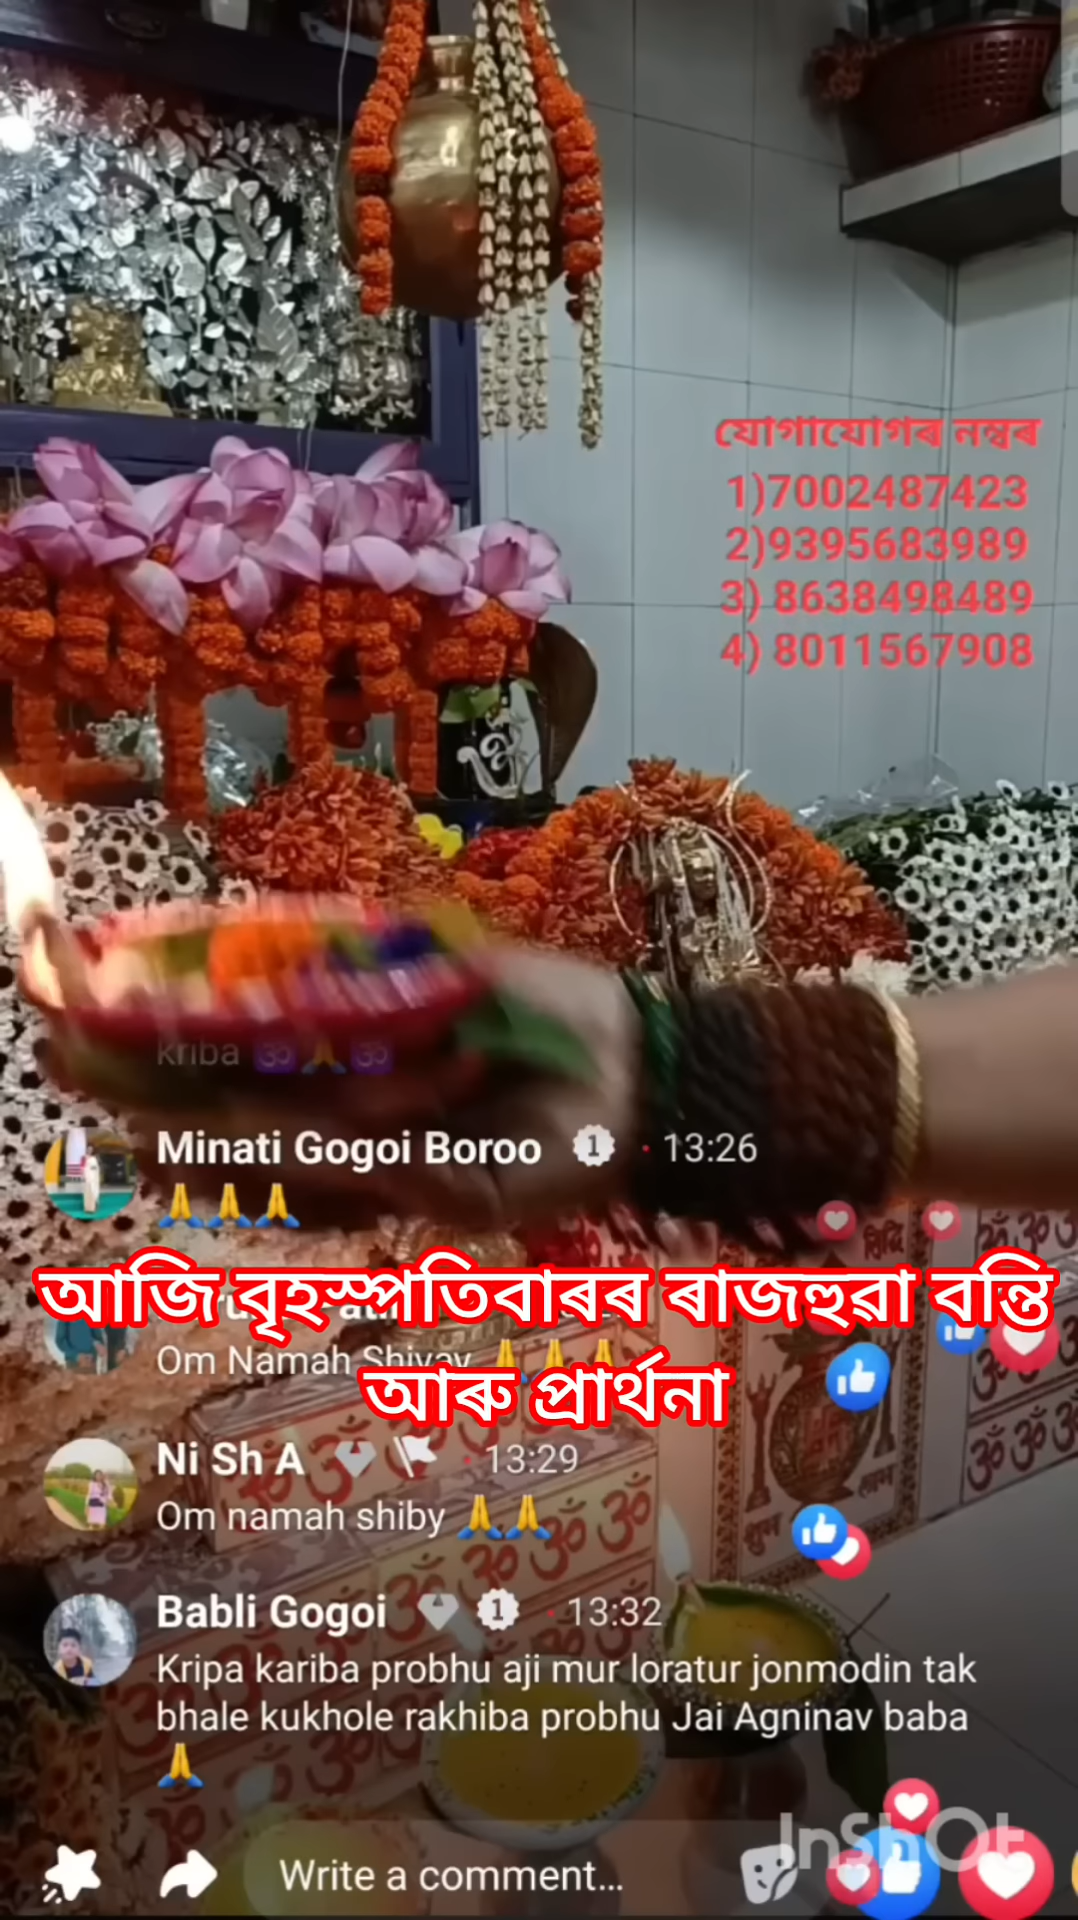 যোগাযোগৰ নম্বৰ
1)7002487423
2)9395683989
3) 8638498489
4) 8011567908
kriba 🕉🙏🕉
Minati Gogoi Boroo 1 • 13:26
🙏🙏🙏
আজি বৃহস্পতিবাৰৰ ৰাজহুৱা বন্তি
Om Namah Shivay 🙏🙏🙏
আৰু প্ৰাৰ্থনা
Ni Sh A • 13:29
Om namah shiby 🙏🙏
Babli Gogoi 1 • 13:32
Kripa kariba probhu aji mur loratur jonmodin tak
bhale kukhole rakhiba probhu Jai Agninav baba
🙏
Write a comment...
InShOt
ॐ ॐ ॐ
शुभ
लाभ